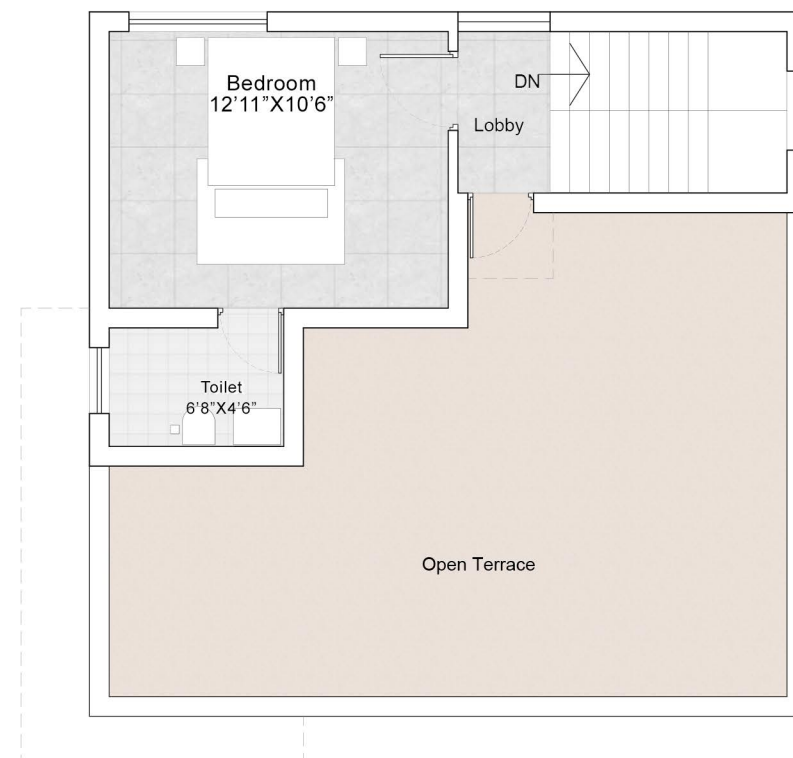 Bedroom
12’11”X10’6”
DN
Lobby
Toilet
6’8”X4’6”
Open Terrace